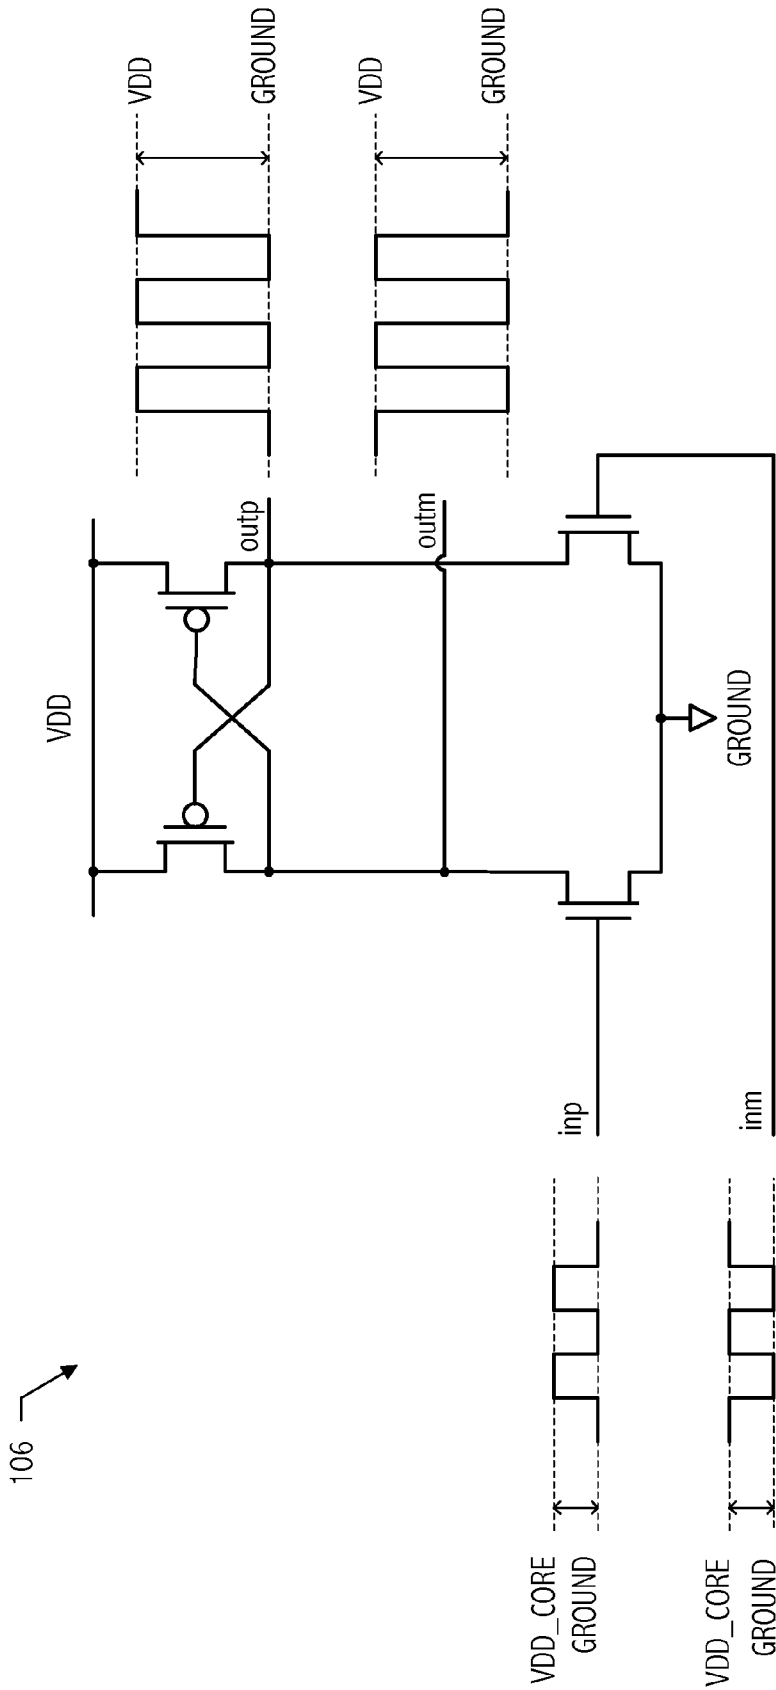 106
VDD
VDD
GROUND
outp
VDD
GROUND
outm
VDD_CORE
GROUND
inp
GROUND
VDD_CORE
GROUND
inm